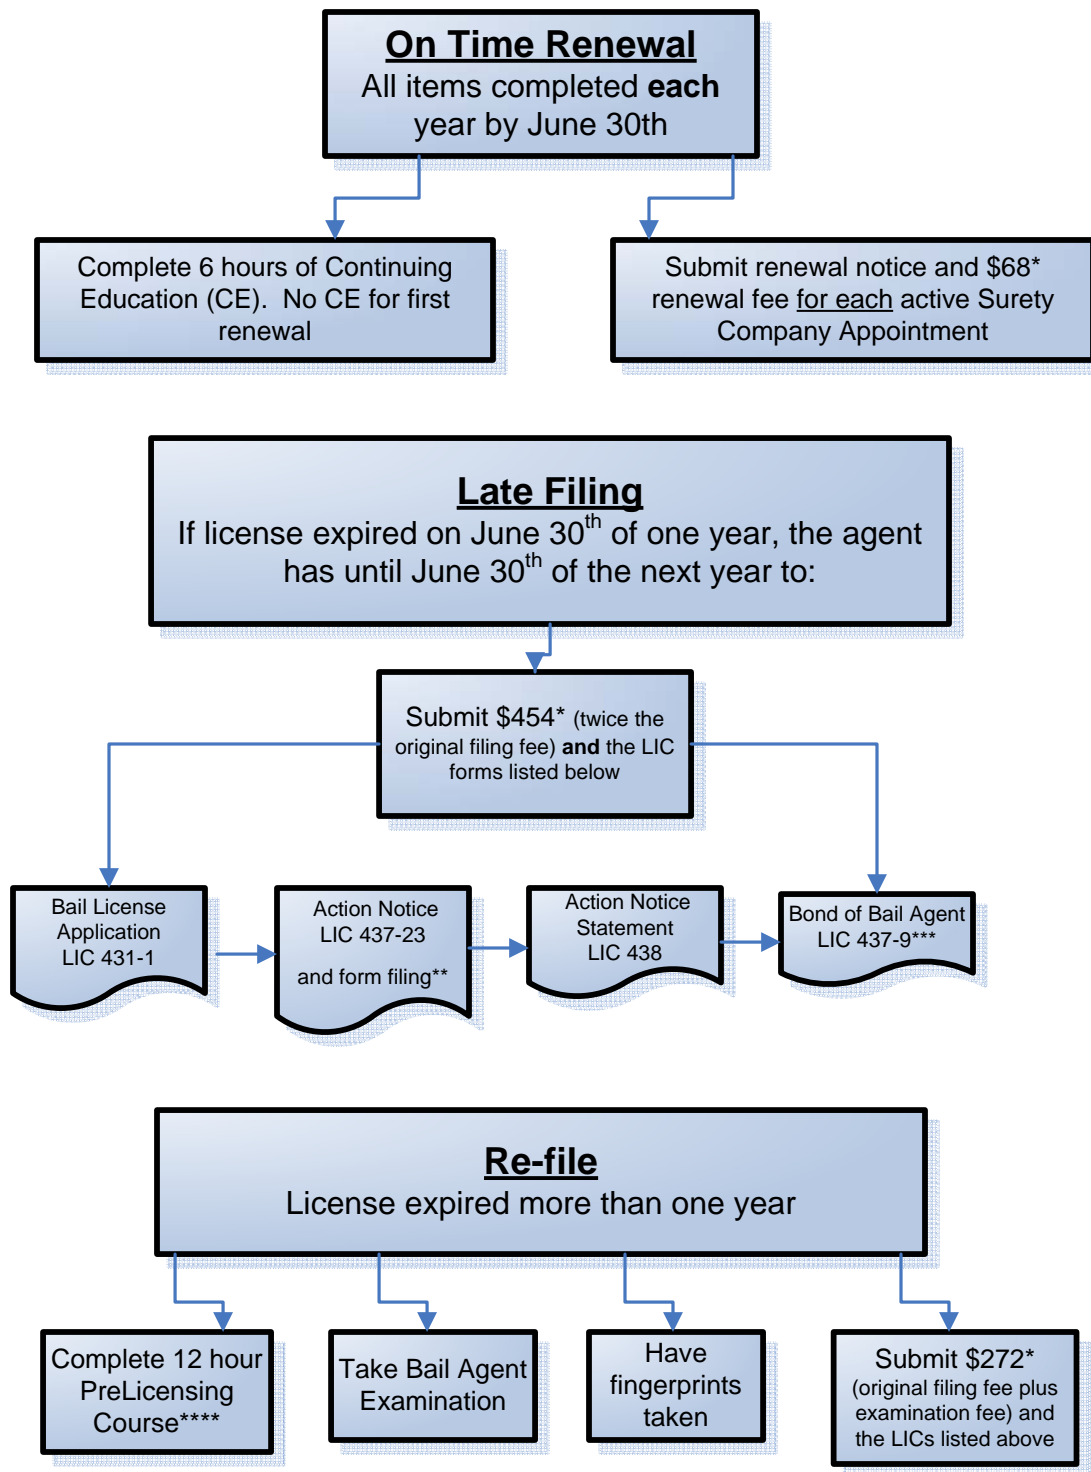 On Time Renewal
All items completed each
year by June 30th
Complete 6 hours of Continuing
Education (CE).  No CE for first
renewal
Submit renewal notice and $68*
renewal fee for each active Surety
Company Appointment
Late Filing
If license expired on June 30th of one year, the agent
has until June 30th of the next year to:
Submit $454* (twice the
original filing fee) and the LIC
forms listed below
Bail License
Application
LIC 431-1
Action Notice
LIC 437-23
and form filing**
Action Notice
Statement
LIC 438
Bond of Bail Agent
LIC 437-9***
Re-file
License expired more than one year
Complete 12 hour
PreLicensing
Course****
Take Bail Agent
Examination
Have
fingerprints
taken
Submit $272*
(original filing fee plus
examination fee) and
the LICs listed above